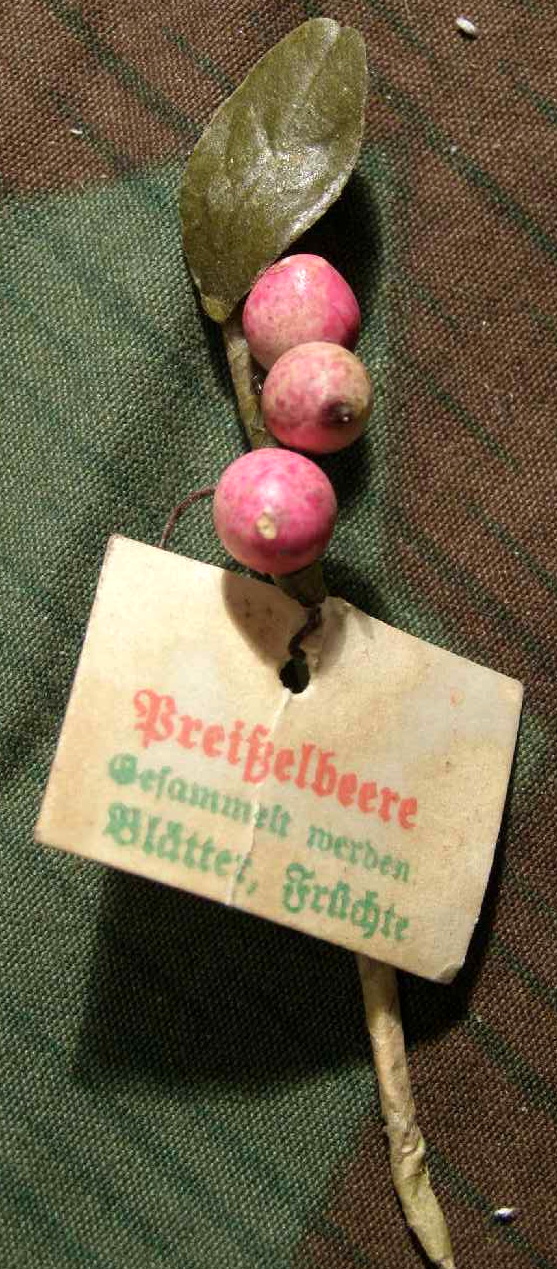 Preißelbeere
Gesammelt werden
Blätter, Früchte